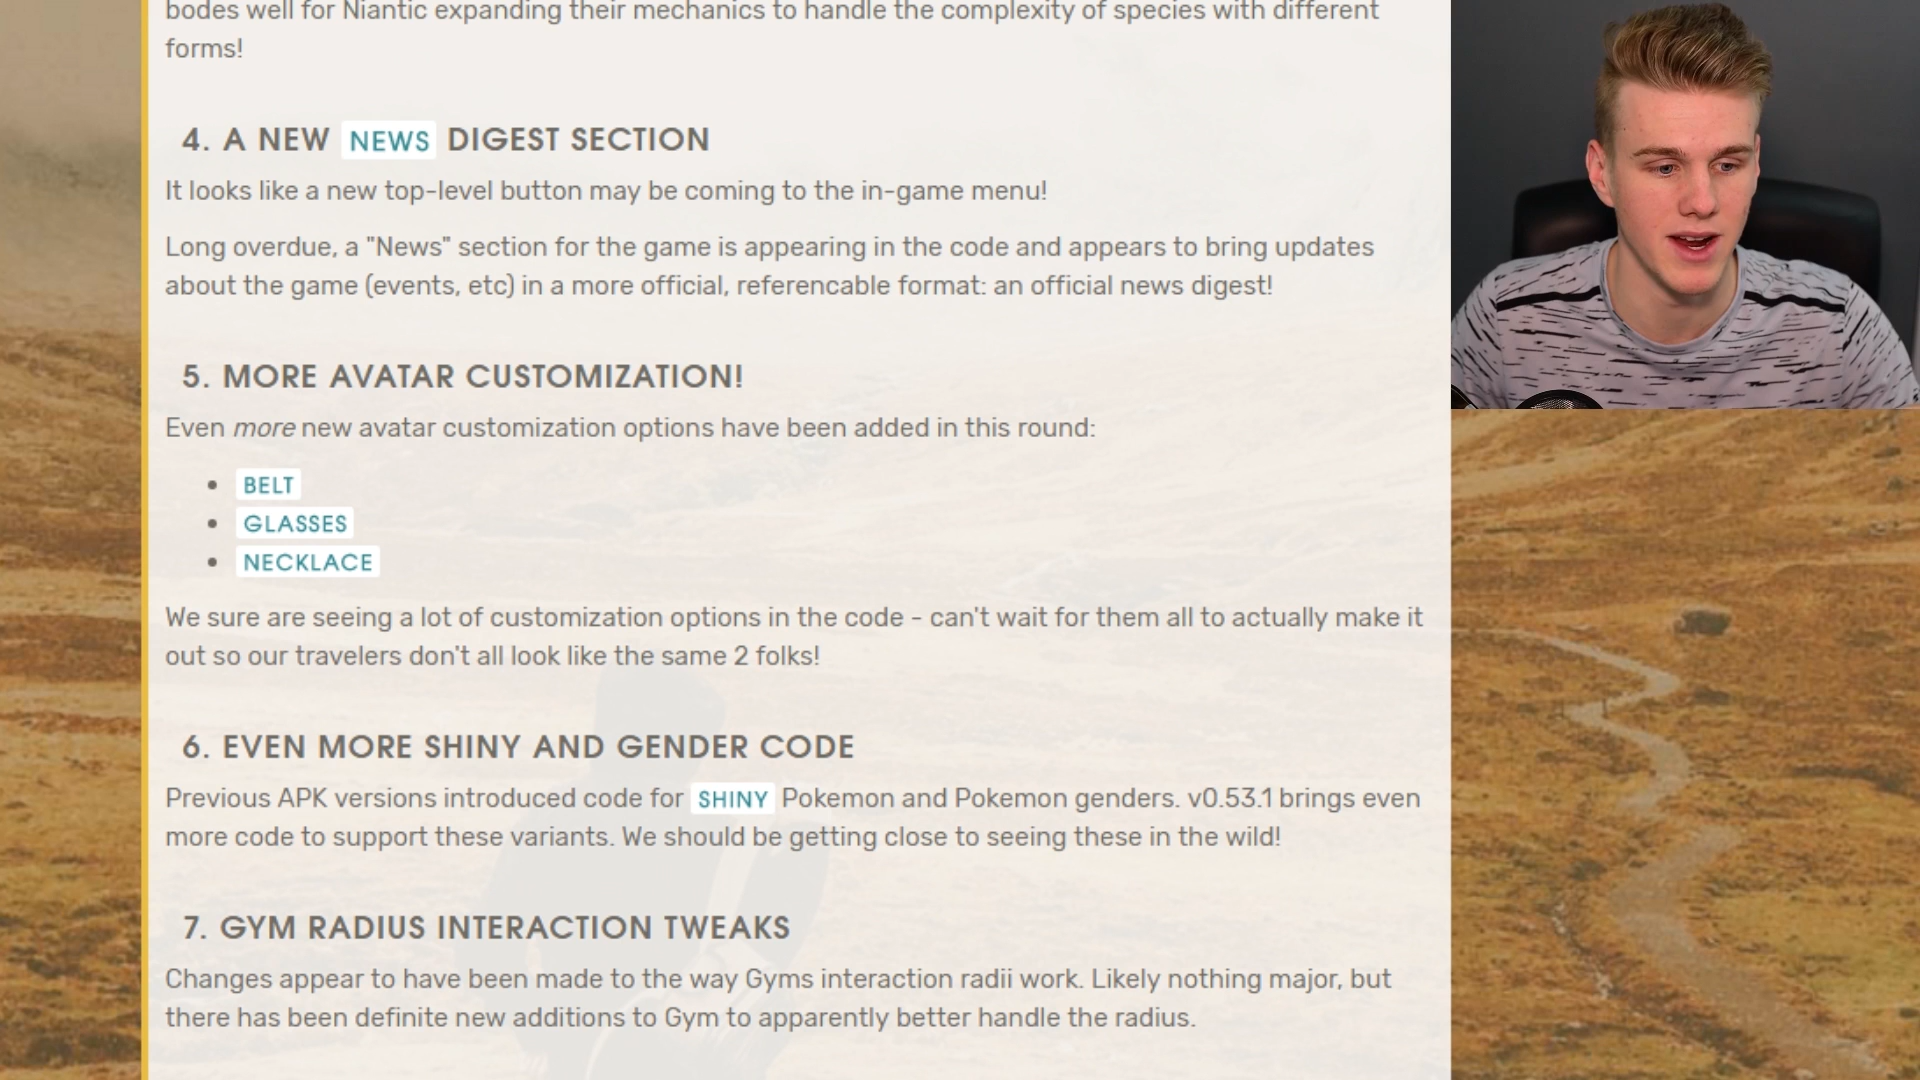 bodes well for Niantic expanding their mechanics to handle the complexity of species with different
forms!
4. A NEW NEWS DIGEST SECTION
It looks like a new top-level button may be coming to the in-game menu!
Long overdue, a "News" section for the game is appearing in the code and appears to bring updates
about the game (events, etc) in a more official, referencable format: an official news digest!
5. MORE AVATAR CUSTOMIZATION!
Even more new avatar customization options have been added in this round:
• BELT
• GLASSES
• NECKLACE
We sure are seeing a lot of customization options in the code - can't wait for them all to actually make it
out so our travelers don't all look like the same 2 folks!
6. EVEN MORE SHINY AND GENDER CODE
Previous APK versions introduced code for SHINY Pokemon and Pokemon genders. v0.53.1 brings even
more code to support these variants. We should be getting close to seeing these in the wild!
7. GYM RADIUS INTERACTION TWEAKS
Changes appear to have been made to the way Gyms interaction radii work. Likely nothing major, but
there has been definite new additions to Gym to apparently better handle the radius.